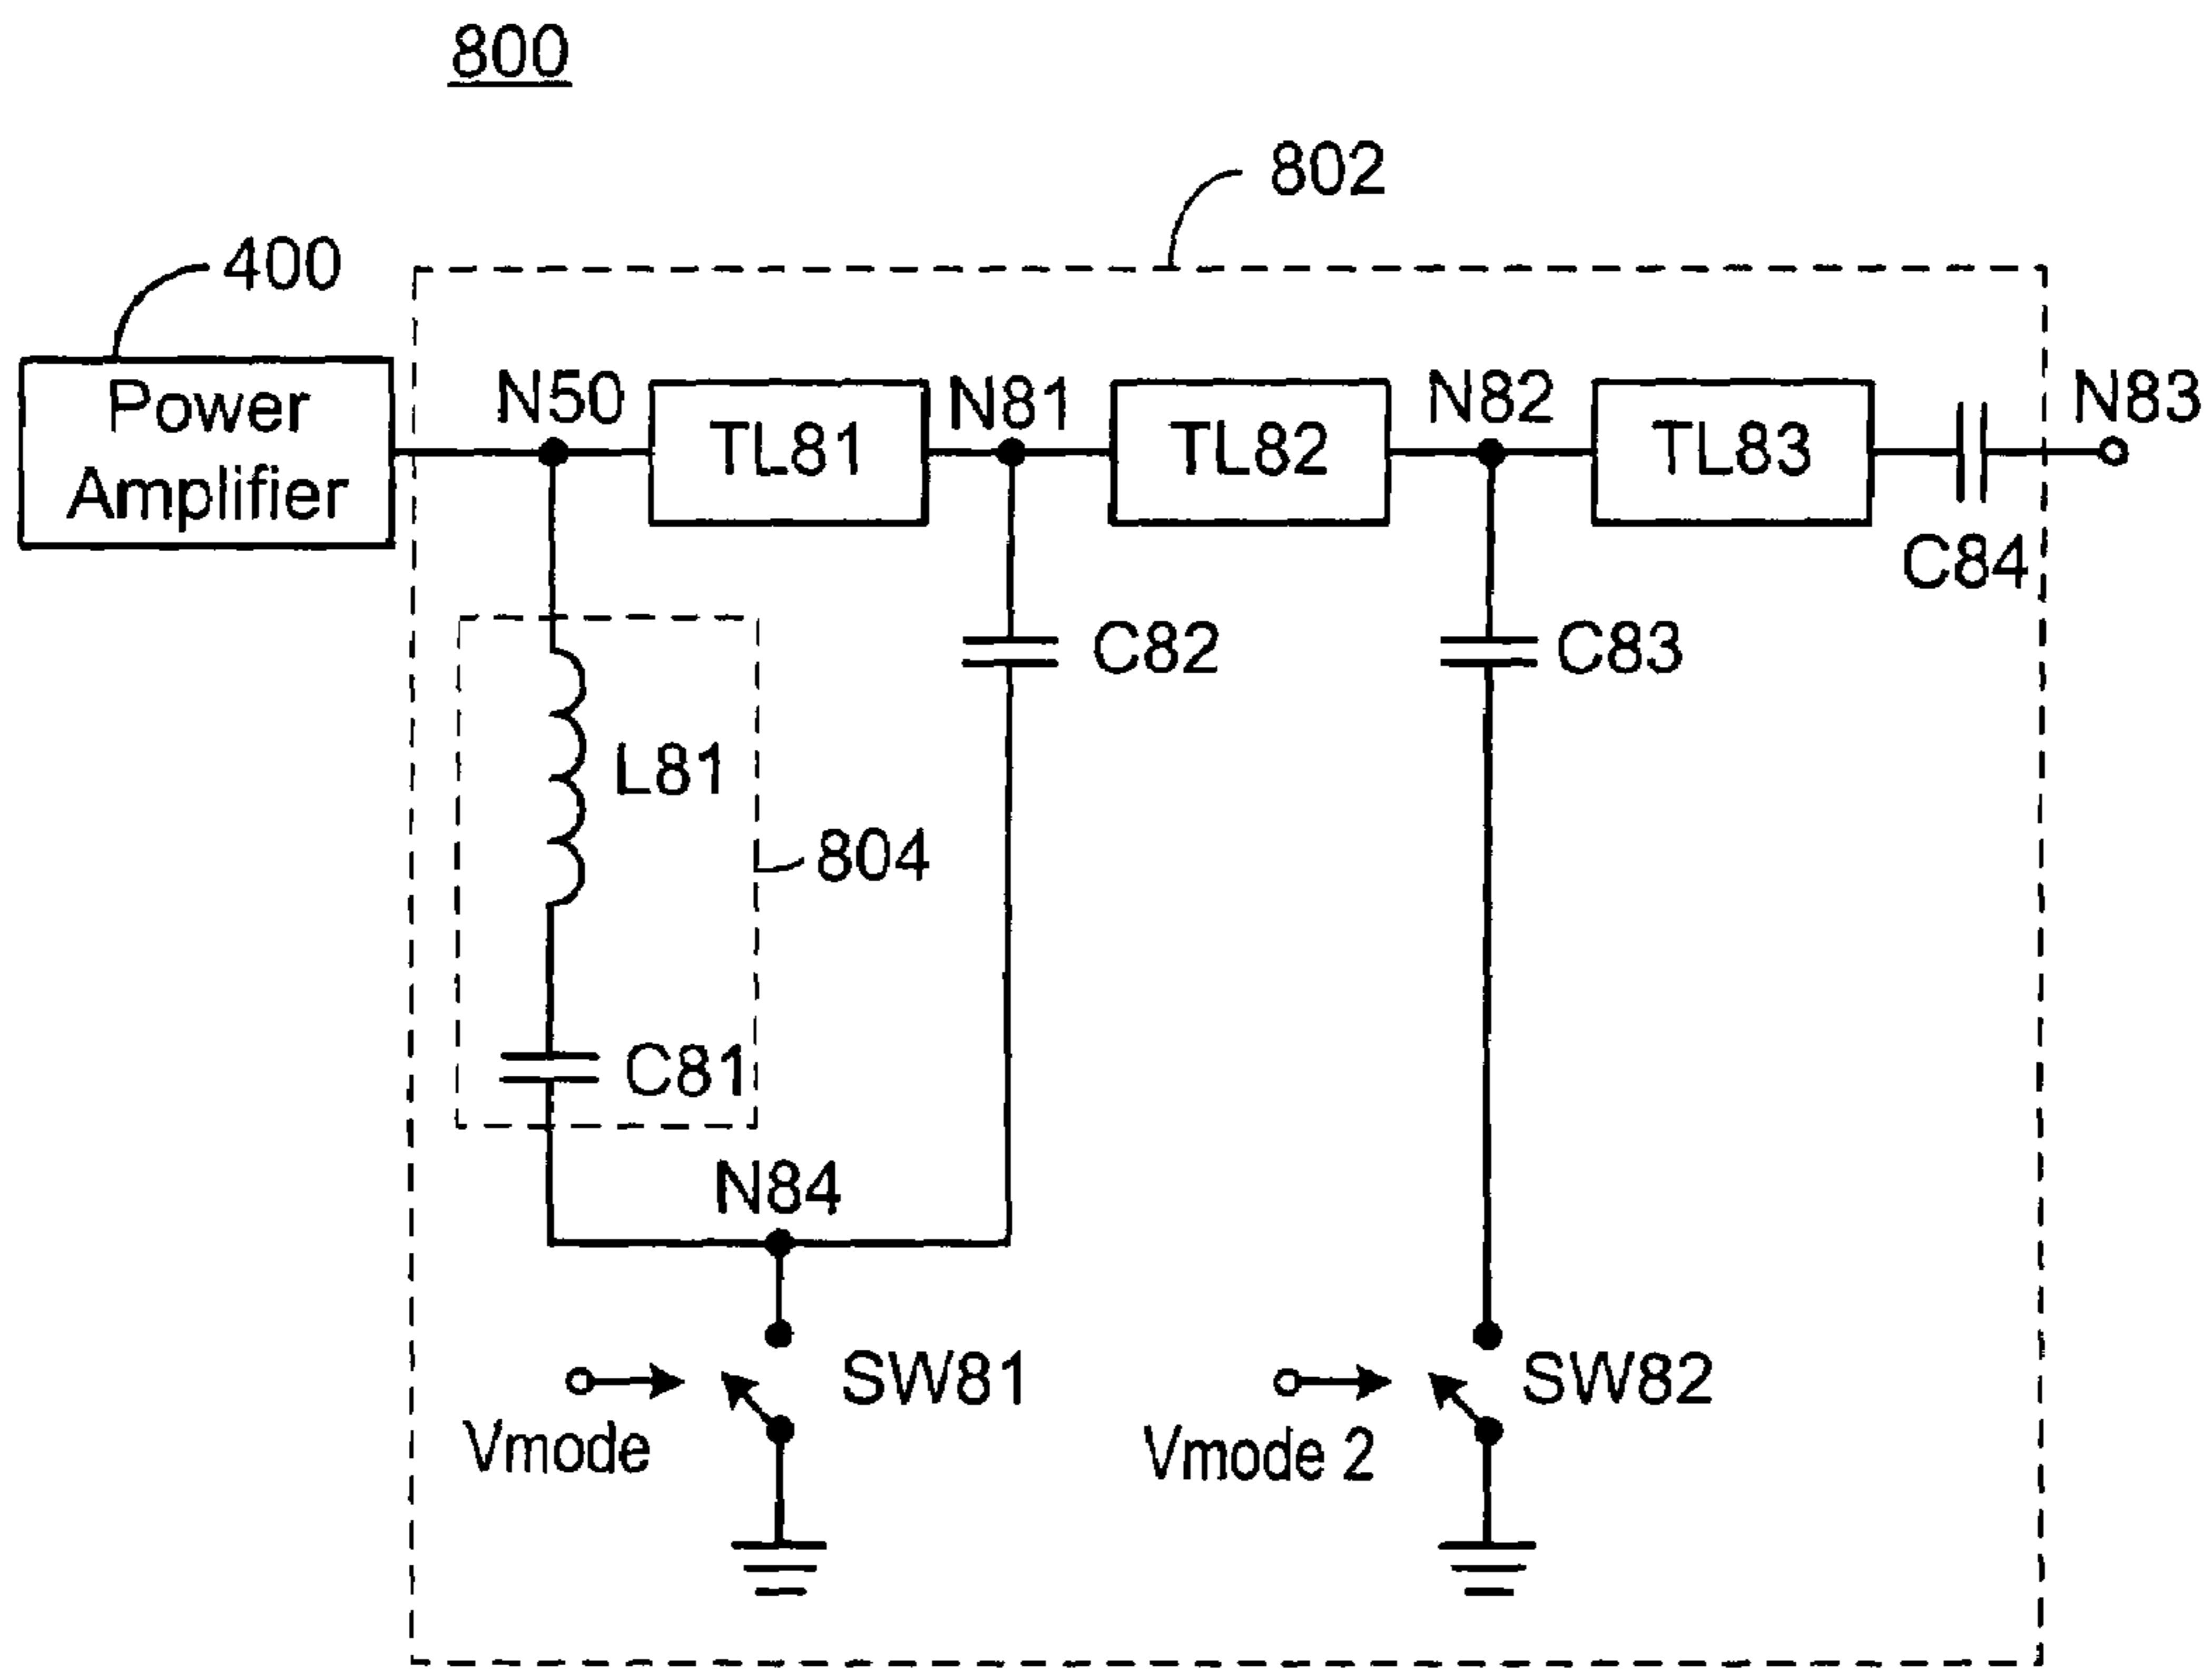 800
802
400
Power
Amplifier
N50
TL81
N81
TL82
N82
TL83
N83
C84
C82
C83
L81
804
C81
N84
SW81
SW82
Vmode
Vmode 2